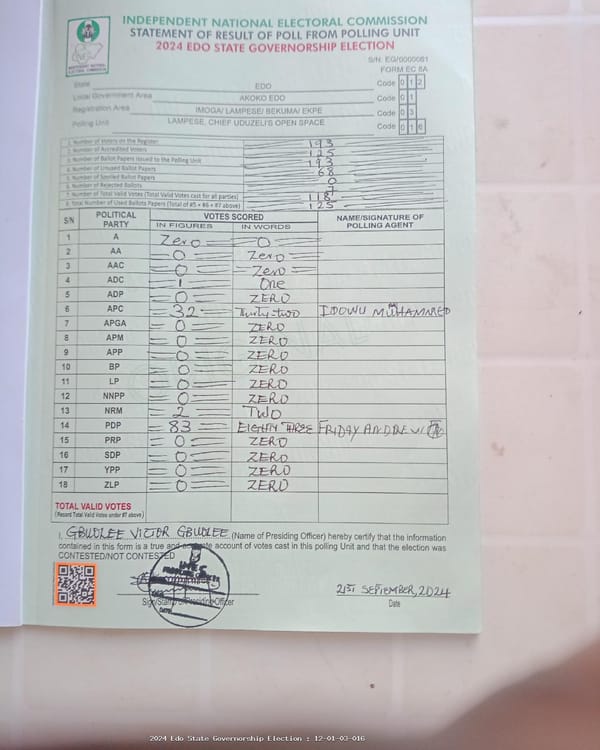 INDEPENDENT NATIONAL ELECTORAL COMMISSION
STATEMENT OF RESULT OF POLL FROM POLLING UNIT
2024 EDO STATE GOVERNORSHIP ELECTION
S/N: EG/0000081
FORM EC 8A
State EDO Code 0 1 2
Local Government Area AKOKO EDO Code 0 1
Registration Area IMOGA/ LAMPESE/ BEKUMA/ EKPE Code 0 3
Polling Unit LAMPESE, CHIEF UDUZELI'S OPEN SPACE Code 0 1 6
1. Number of Voters on the Register 193
2. Number of Accredited Voters 125
3. Number of Ballot Papers Issued to the Polling Unit 193
4. Number of Unused Ballot Papers 68
5. Number of Spoiled Ballot Papers 0
6. Number of Rejected Ballots 7
7. Number of Total Valid Votes (Total Valid Votes cast for all parties) 118
8. Total Number of Used Ballots Papers (Total of #5 + #6 + #7 above) 125
S/N POLITICAL PARTY VOTES SCORED NAME/SIGNATURE OF POLLING AGENT
IN FIGURES IN WORDS
1 A Zero 0
2 AA 0 Zero
3 AAC 0 Zero
4 ADC 1 One
5 ADP 0 ZERO
6 APC 32 Thirty-two IDOWU MUHAMMED
7 APGA 0 ZERO
8 APM 0 ZERO
9 APP 0 ZERO
10 BP 0 ZERO
11 LP 0 ZERO
12 NNPP 0 ZERO
13 NRM 2 TWO
14 PDP 83 EIGHTY THREE FRIDAY ANDREW
15 PRP 0 ZERO
16 SDP 0 ZERO
17 YPP 0 ZERO
18 ZLP 0 ZERO
TOTAL VALID VOTES
(Record Total Valid Votes under #7 above)
I, GBUDLEE VICTOR GBUDLEE (Name of Presiding Officer) hereby certify that the information
contained in this form is a true and account of votes cast in this polling Unit and that the election was
CONTESTED/NOT CONTESTED
21ST SEPTEMBER, 2024
Sign/Stamp of Presiding Officer Date
2024 Edo State Governorship Election : 12-01-03-016